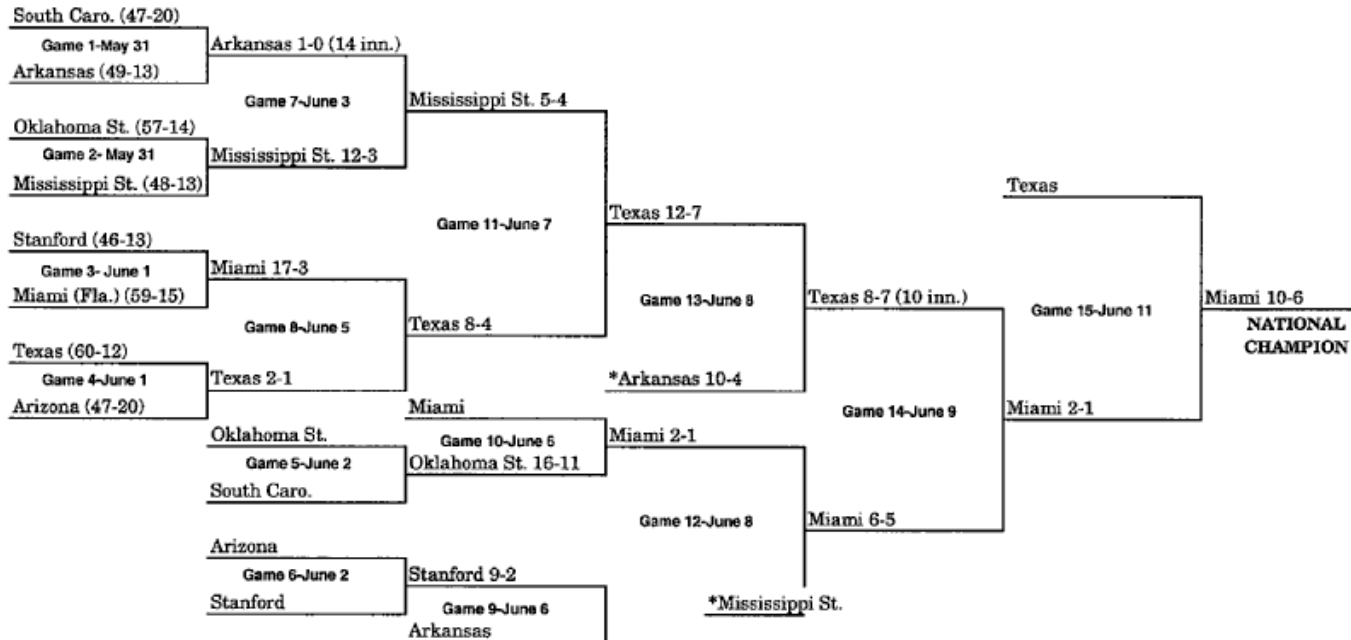 South Caro. (47-20)
Game 1-May 31
Arkansas (49-13)
Arkansas 1-0 (14 inn.)
Game 7-June 3
Oklahoma St. (57-14)
Game 2- May 31
Mississippi St. (48-13)
Mississippi St. 12-3
Mississippi St. 5-4
Game 11-June 7
Stanford (46-13)
Game 3- June 1
Miami (Fla.) (59-15)
Miami 17-3
Game 8-June 5
Texas (60-12)
Game 4-June 1
Arizona (47-20)
Texas 2-1
Texas 8-4
Texas 12-7
Game 13-June 8
*Arkansas 10-4
Texas 8-7 (10 inn.)
Game 14-June 9
Miami
Game 10-June 6
Oklahoma St.
Game 5-June 2
South Caro.
Oklahoma St. 16-11
Miami 2-1
Game 12-June 8
Miami 6-5
*Mississippi St.
Arizona
Game 6-June 2
Stanford
Stanford 9-2
Game 9-June 6
Arkansas
Texas
Game 15-June 11
Miami 2-1
Miami 10-6
NATIONAL
CHAMPION